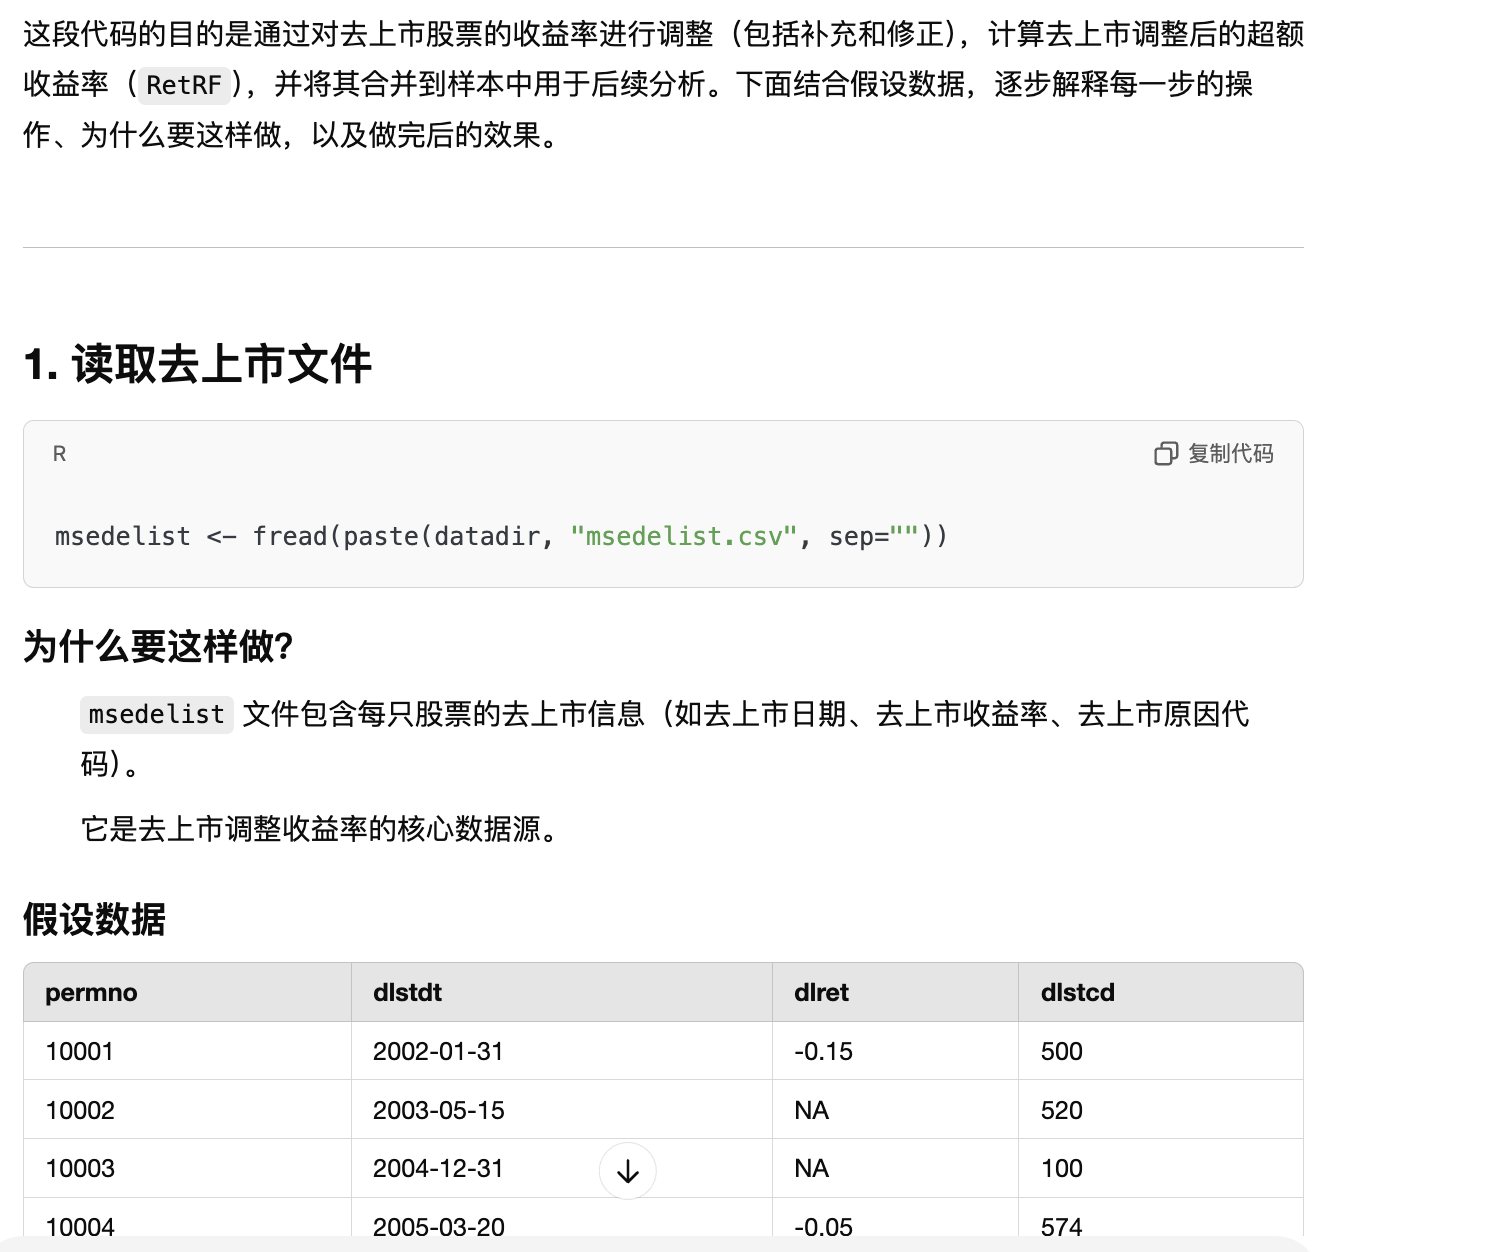 这段代码的目的是通过对去上市股票的收益率进行调整（包括补充和修正），计算去上市调整后的超额
收益率（RetRF），并将其合并到样本中用于后续分析。下面结合假设数据，逐步解释每一步的操
作、为什么要这样做，以及做完后的效果。
1. 读取去上市文件
R 复制代码
msedelist <- fread(paste(datadir, "msedelist.csv", sep=""))
为什么要这样做？
msedelist 文件包含每只股票的去上市信息（如去上市日期、去上市收益率、去上市原因代
码）。
它是去上市调整收益率的核心数据源。
假设数据
permno dlstdt dlret dlstcd
10001 2002-01-31 -0.15 500
10002 2003-05-15 NA 520
10003 2004-12-31 NA 100
10004 2005-03-20 -0.05 574